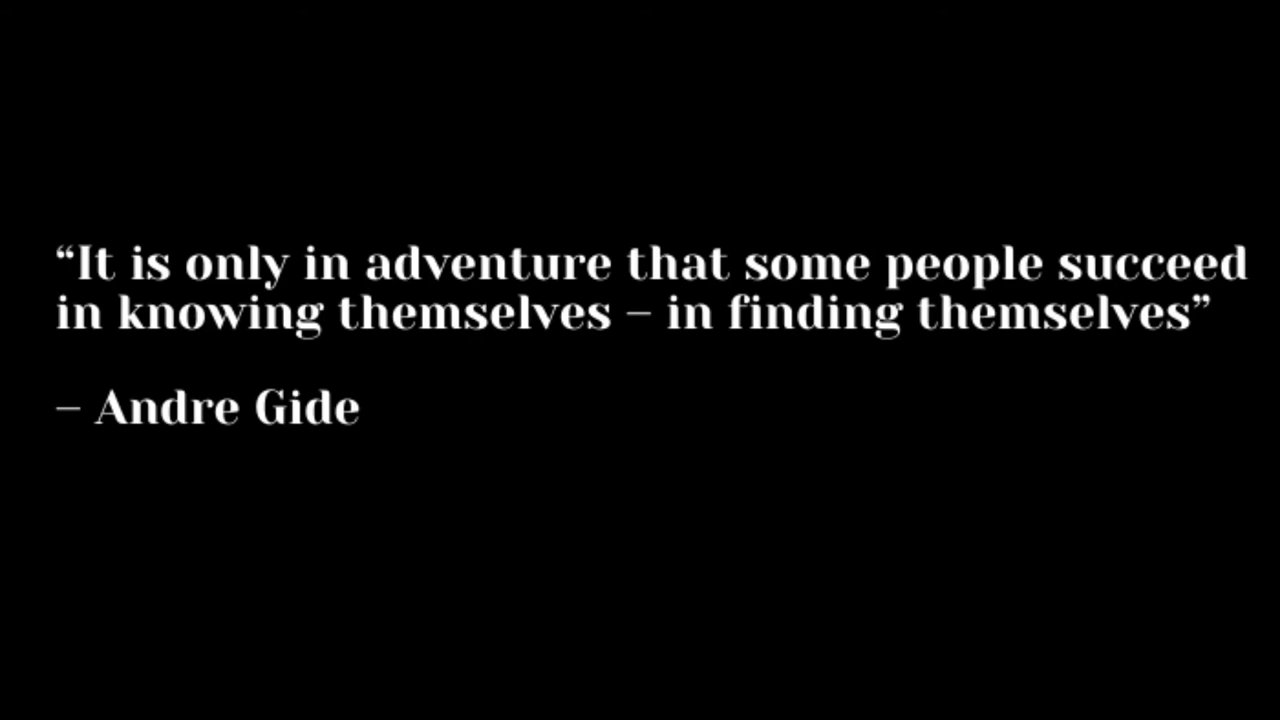 “It is only in adventure that some people succeed
in knowing themselves – in finding themselves”
– Andre Gide